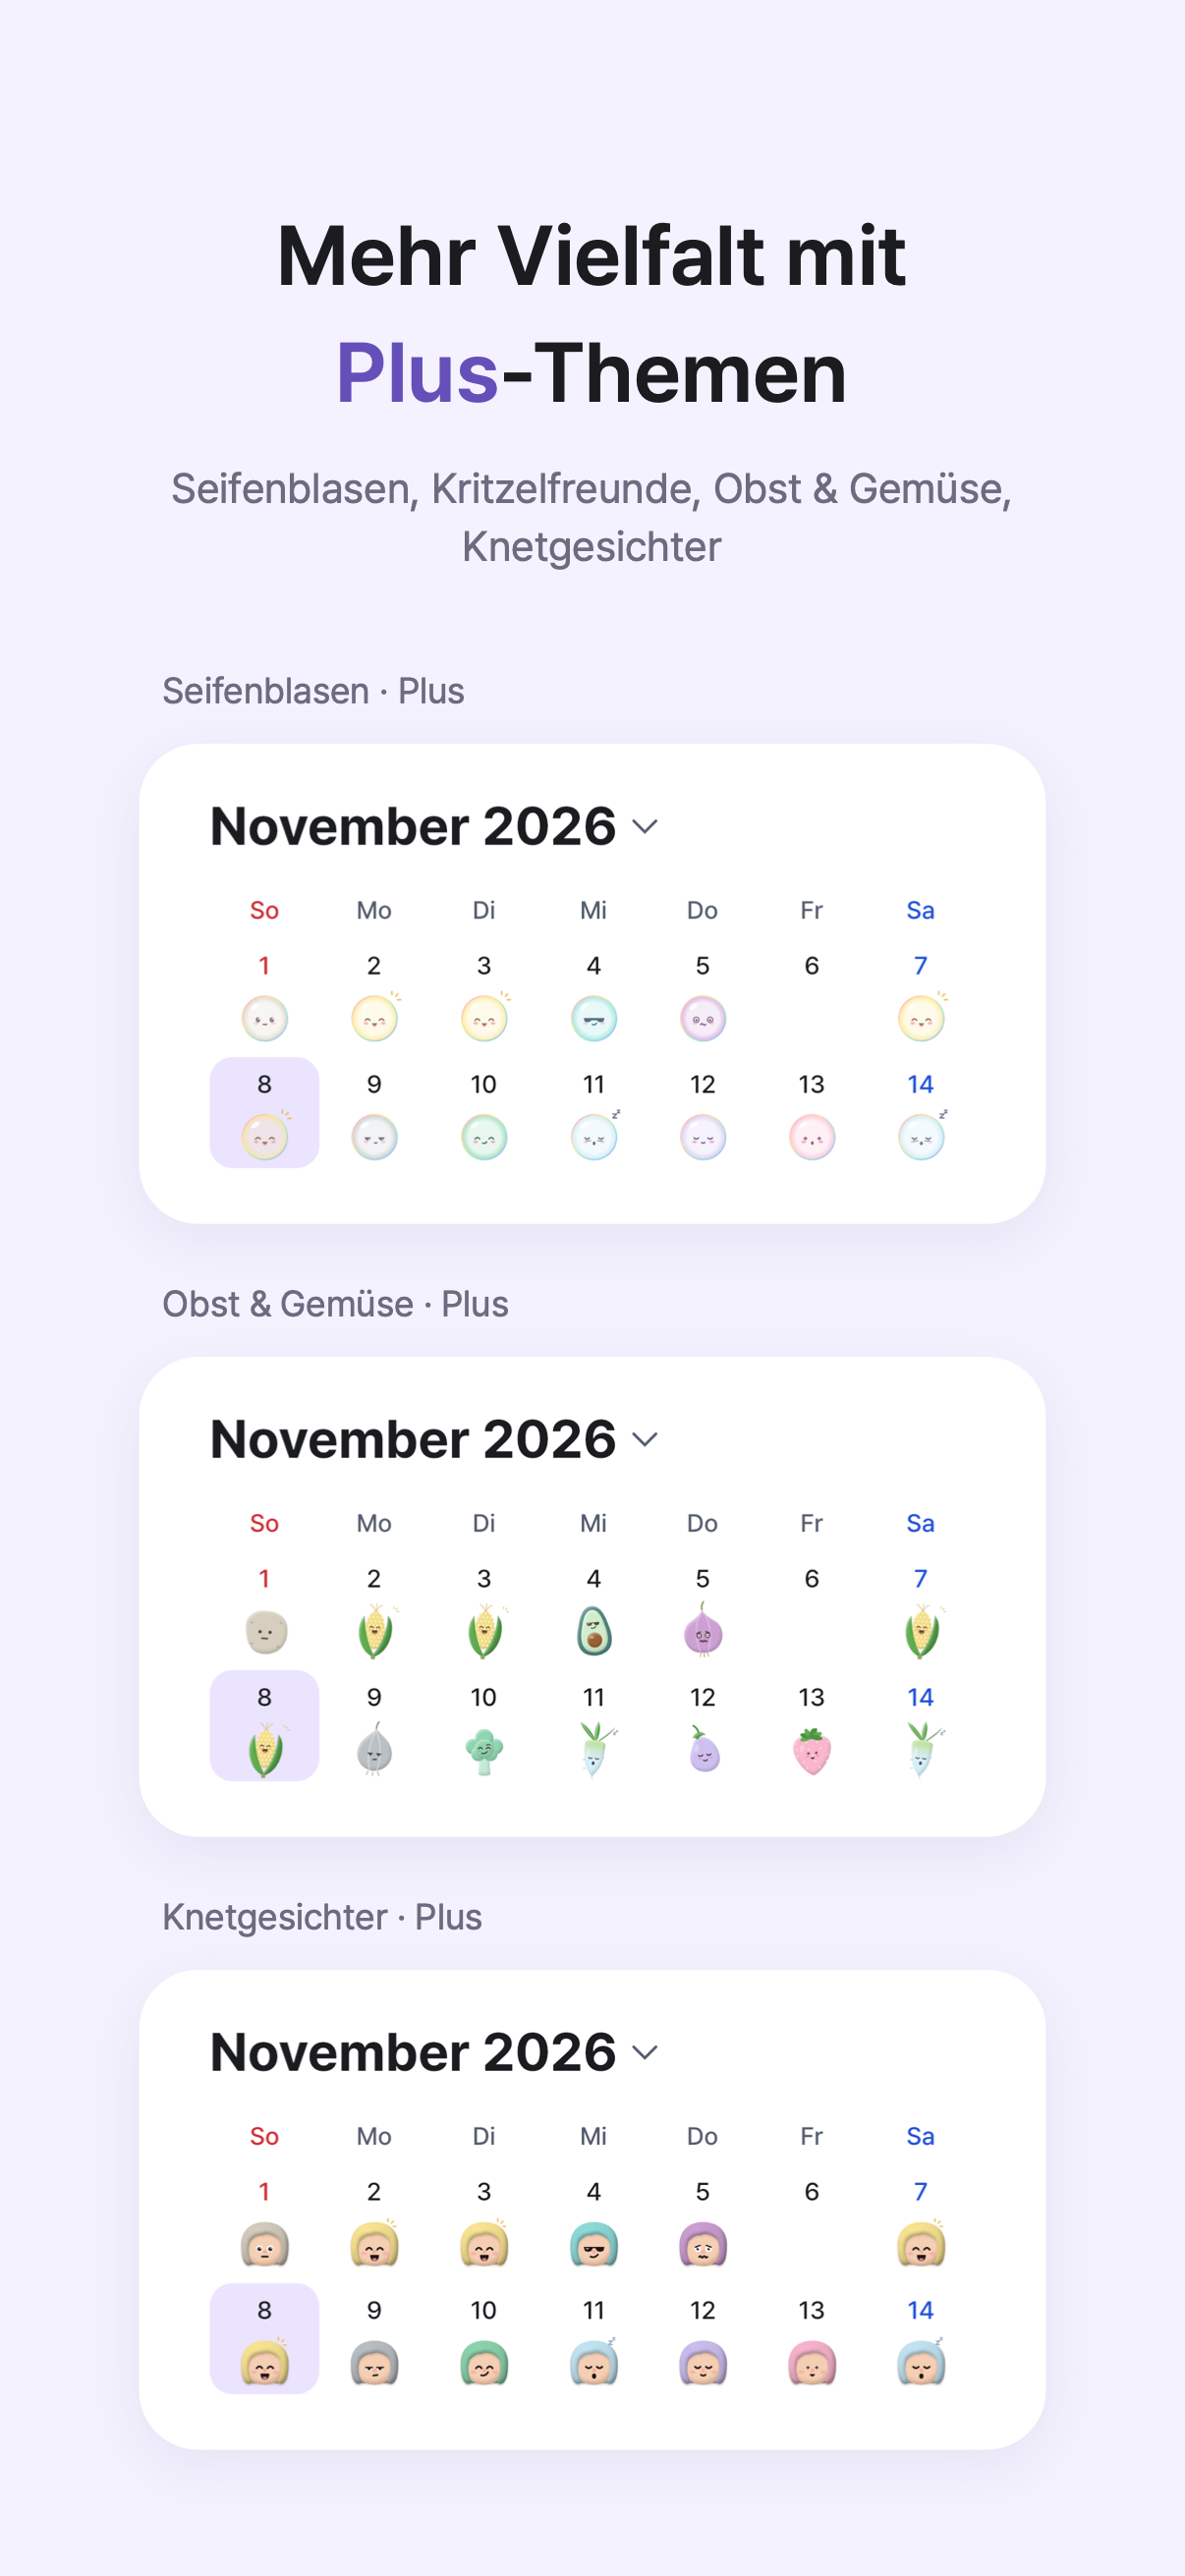 Mehr Vielfalt mit
Plus-Themen
Seifenblasen, Kritzelfreunde, Obst & Gemüse,
Knetgesichter
Seifenblasen · Plus
November 2026
So Mo Di Mi Do Fr Sa
1 2 3 4 5 6 7
8 9 10 11 12 13 14
Obst & Gemüse · Plus
November 2026
So Mo Di Mi Do Fr Sa
1 2 3 4 5 6 7
8 9 10 11 12 13 14
Knetgesichter · Plus
November 2026
So Mo Di Mi Do Fr Sa
1 2 3 4 5 6 7
8 9 10 11 12 13 14